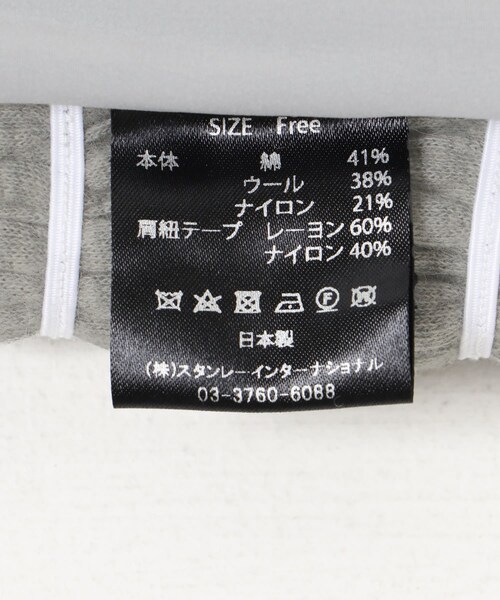 SIZE Free
本体 綿 41%
ウール 38%
ナイロン 21%
肩紐テープ レーヨン 60%
ナイロン 40%
F W
日本製
(株)スタンレーインターナショナル
03-3760-6088